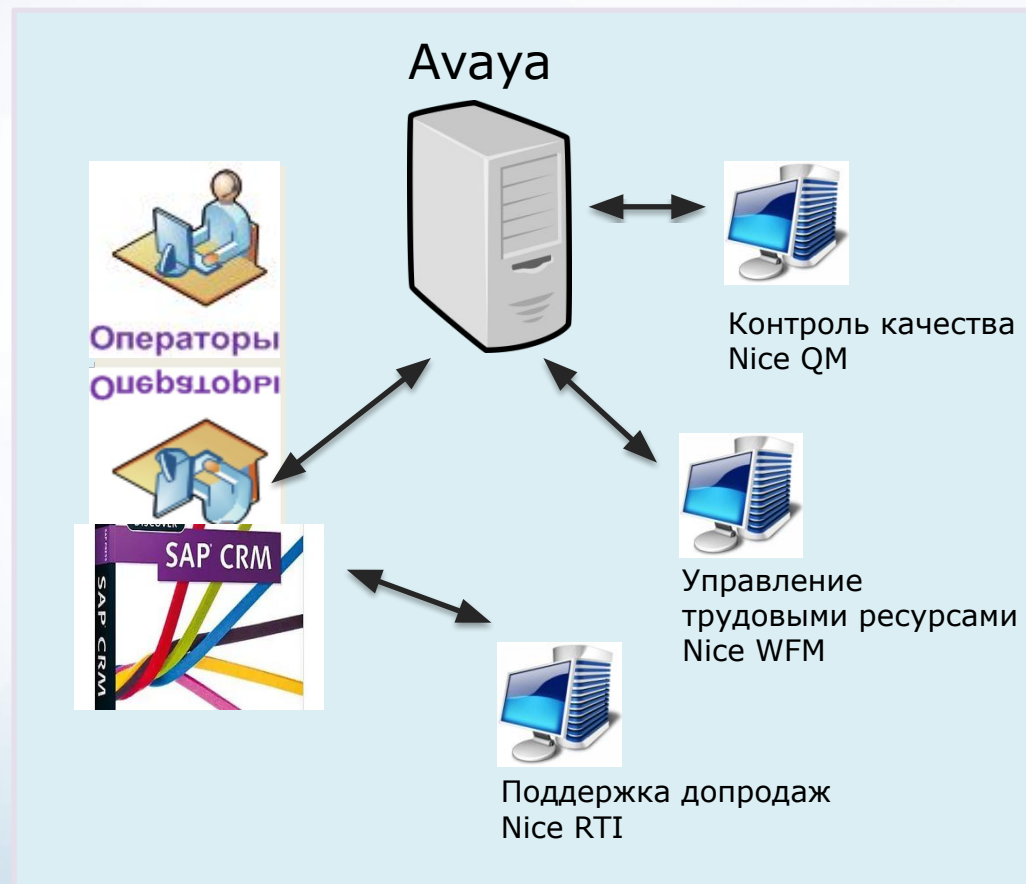 Avaya
Операторы
Операторы
DISCOVER
SAP CRM
SAP CRM
Контроль качества
Nice QM
Управление
трудовыми ресурсами
Nice WFM
Поддержка допродаж
Nice RTI